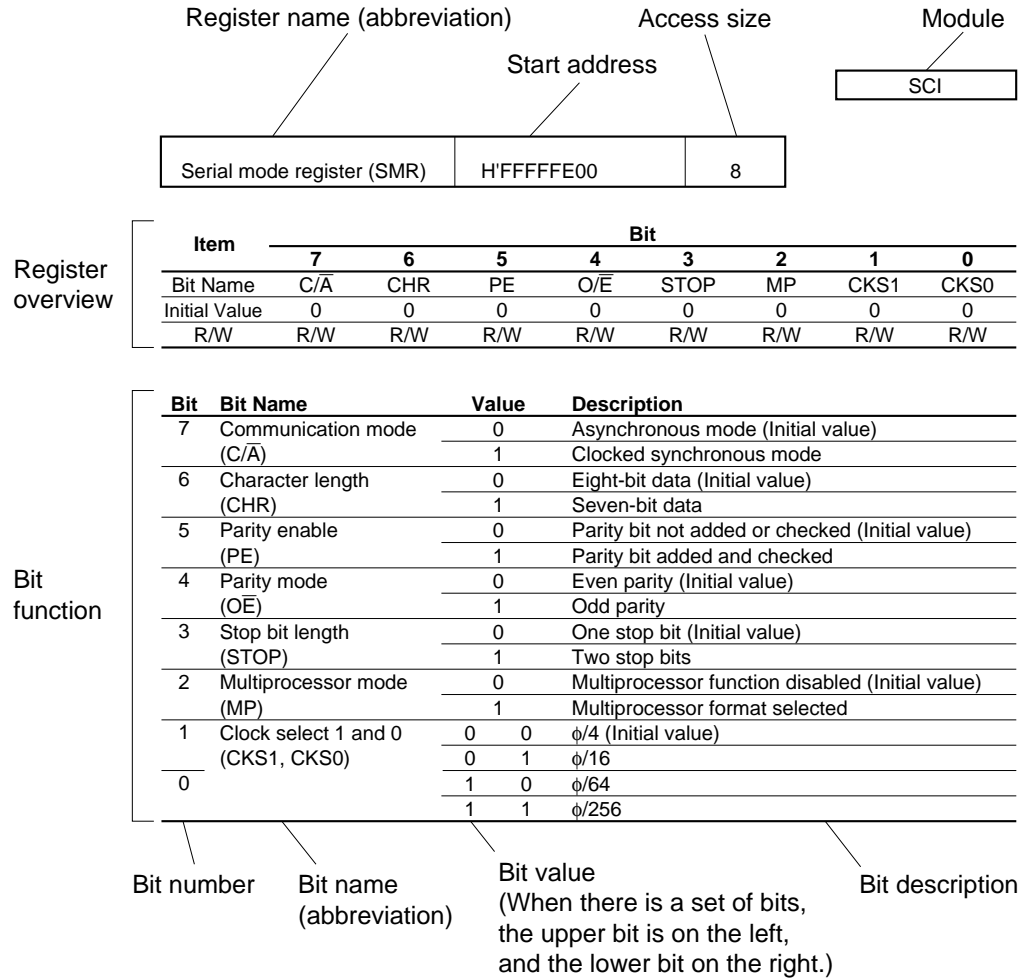 Register name (abbreviation) Access size Module
Start address
SCI
Serial mode register (SMR) H'FFFFFE00 8
Item Bit
7 6 5 4 3 2 1 0
Register overview
Bit Name C/A̅ CHR PE O/E̅ STOP MP CKS1 CKS0
Initial Value 0 0 0 0 0 0 0 0
R/W R/W R/W R/W R/W R/W R/W R/W R/W
Bit function
Bit Bit Name Value Description
7 Communication mode 0 Asynchronous mode (Initial value)
(C/A̅) 1 Clocked synchronous mode
6 Character length 0 Eight-bit data (Initial value)
(CHR) 1 Seven-bit data
5 Parity enable 0 Parity bit not added or checked (Initial value)
(PE) 1 Parity bit added and checked
4 Parity mode 0 Even parity (Initial value)
(OE̅) 1 Odd parity
3 Stop bit length 0 One stop bit (Initial value)
(STOP) 1 Two stop bits
2 Multiprocessor mode 0 Multiprocessor function disabled (Initial value)
(MP) 1 Multiprocessor format selected
1 Clock select 1 and 0 0 0 ϕ/4 (Initial value)
(CKS1, CKS0) 0 1 ϕ/16
0 1 0 ϕ/64
1 1 ϕ/256
Bit number
Bit name
(abbreviation)
Bit value
(When there is a set of bits,
the upper bit is on the left,
and the lower bit on the right.)
Bit description